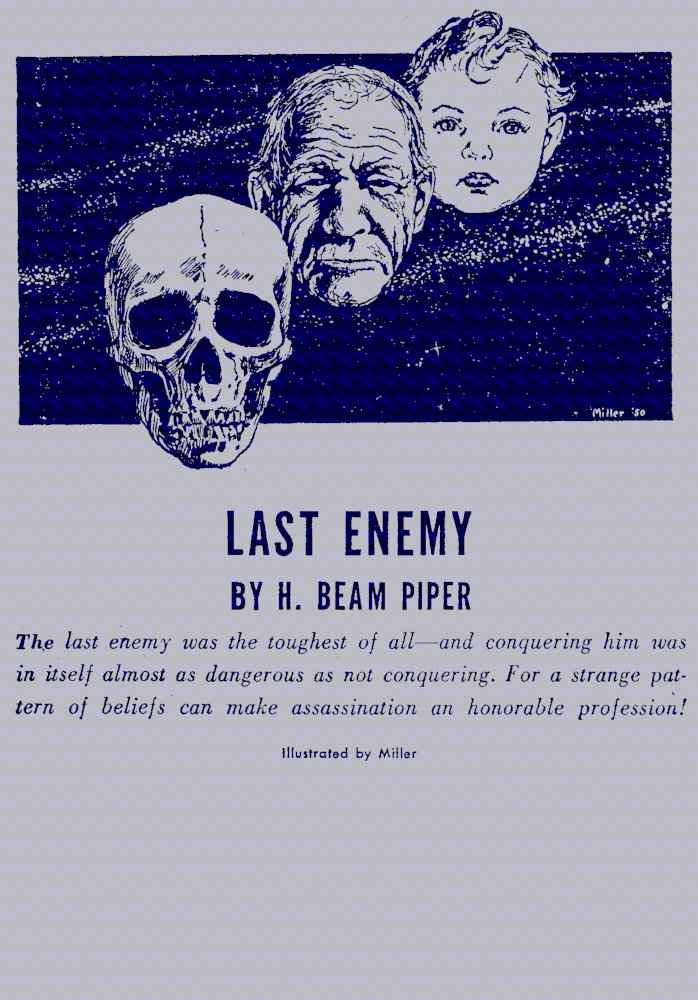 Miller '50
LAST ENEMY
BY H. BEAM PIPER
The last enemy was the toughest of all—and conquering him was
in itself almost as dangerous as not conquering. For a strange pat-
tern of beliefs can make assassination an honorable profession!
Illustrated by Miller